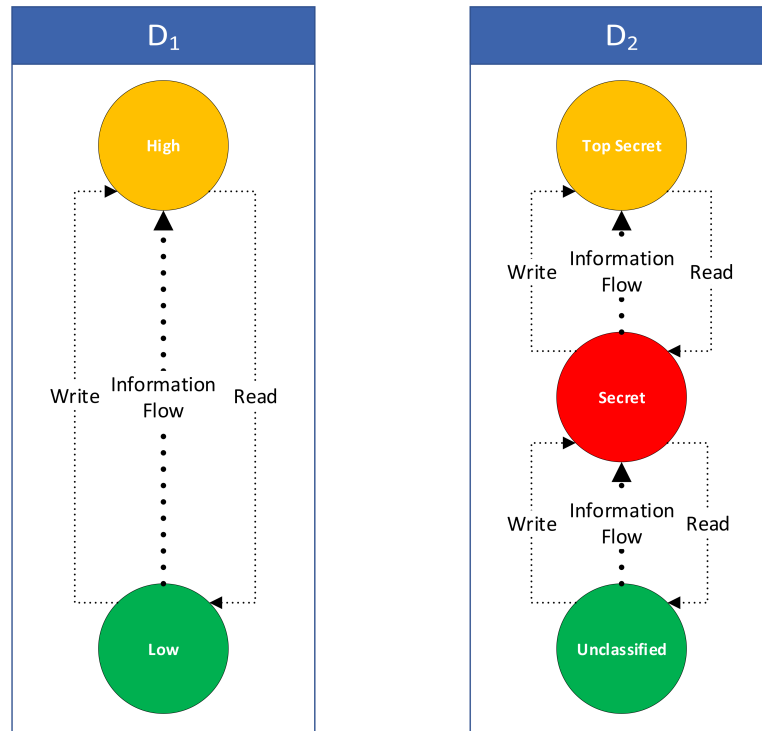 D₁
High
Write
Information
Flow
Read
Low
D₂
Top Secret
Write
Information
Flow
Read
Secret
Write
Information
Flow
Read
Unclassified